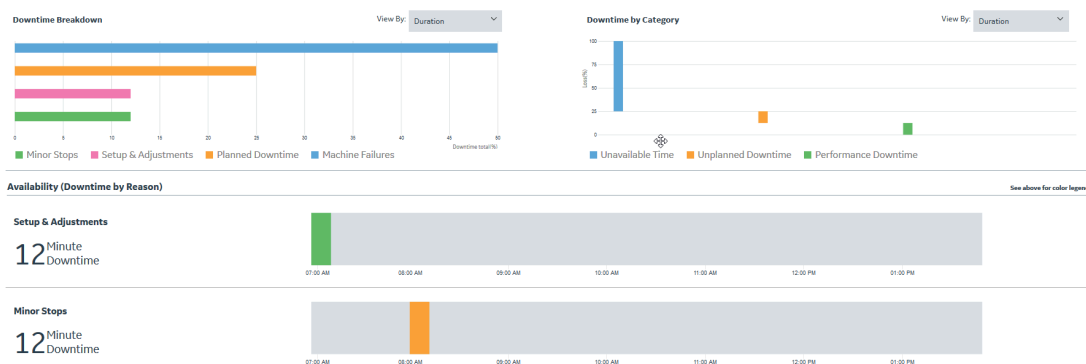 Downtime Breakdown
View By: Duration
0 5 10 15 20 25 30 35 40 45 50
Downtime total(%)
Minor Stops Setup & Adjustments Planned Downtime Machine Failures
Downtime by Category
View By: Duration
Loss(%)
100
75
50
25
0
Unavailable Time Unplanned Downtime Performance Downtime
Availability (Downtime by Reason)
See above for color legend
Setup & Adjustments
12 Minute
Downtime
07:00 AM 08:00 AM 09:00 AM 10:00 AM 11:00 AM 12:00 PM 01:00 PM
Minor Stops
12 Minute
Downtime
07:00 AM 08:00 AM 09:00 AM 10:00 AM 11:00 AM 12:00 PM 01:00 PM